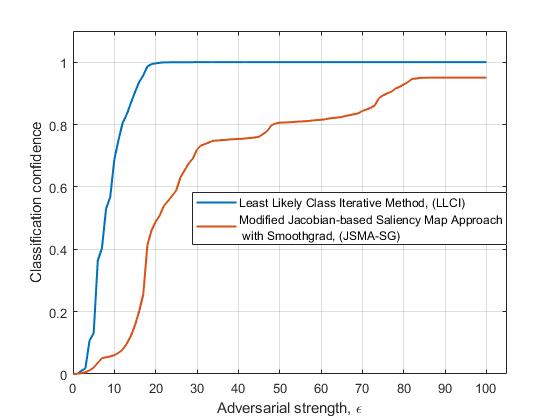 1
0.8
0.6
0.4
0.2
0
Classification confidence
Least Likely Class Iterative Method, (LLCI)
Modified Jacobian-based Saliency Map Approach
with Smoothgrad, (JSMA-SG)
0 10 20 30 40 50 60 70 80 90 100
Adversarial strength, ϵ